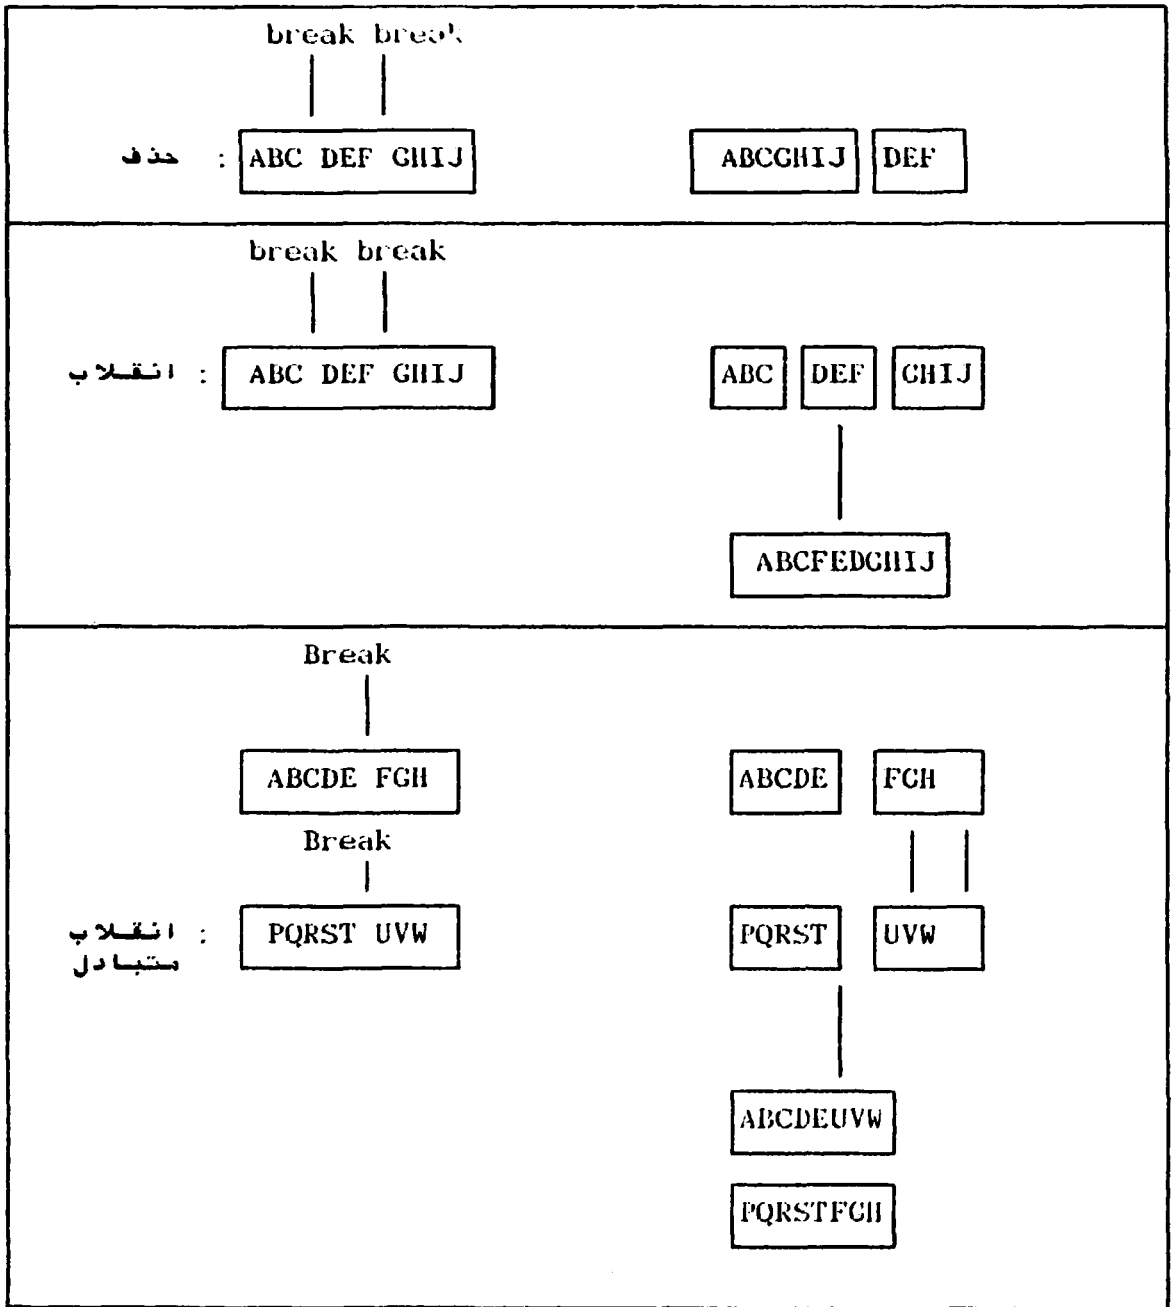 break break
حذف : ABC DEF GHIJ ABCGHIJ DEF
break break
انقلاب : ABC DEF GHIJ ABC DEF GHIJ
ABCFEDGHIJ
Break
ABCDE FGH ABCDE FGH
Break
انقلاب : PQRST UVW PQRST UVW
متبادل
ABCDEUVW
PQRSTFGH